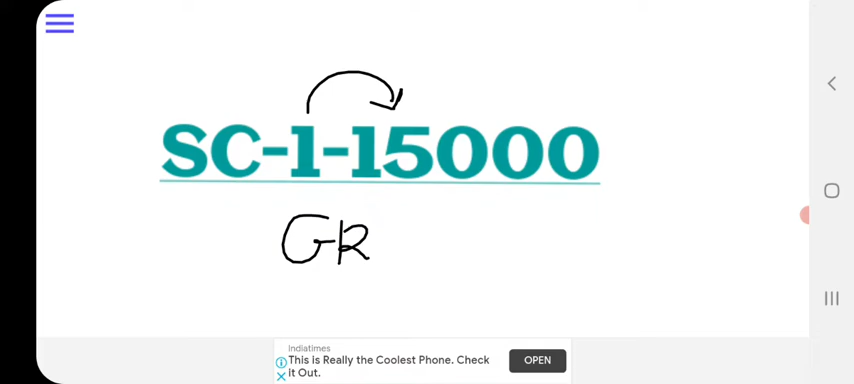 SC-1-15000
GR
Indiatimes
This is Really the Coolest Phone. Check
it Out.
OPEN